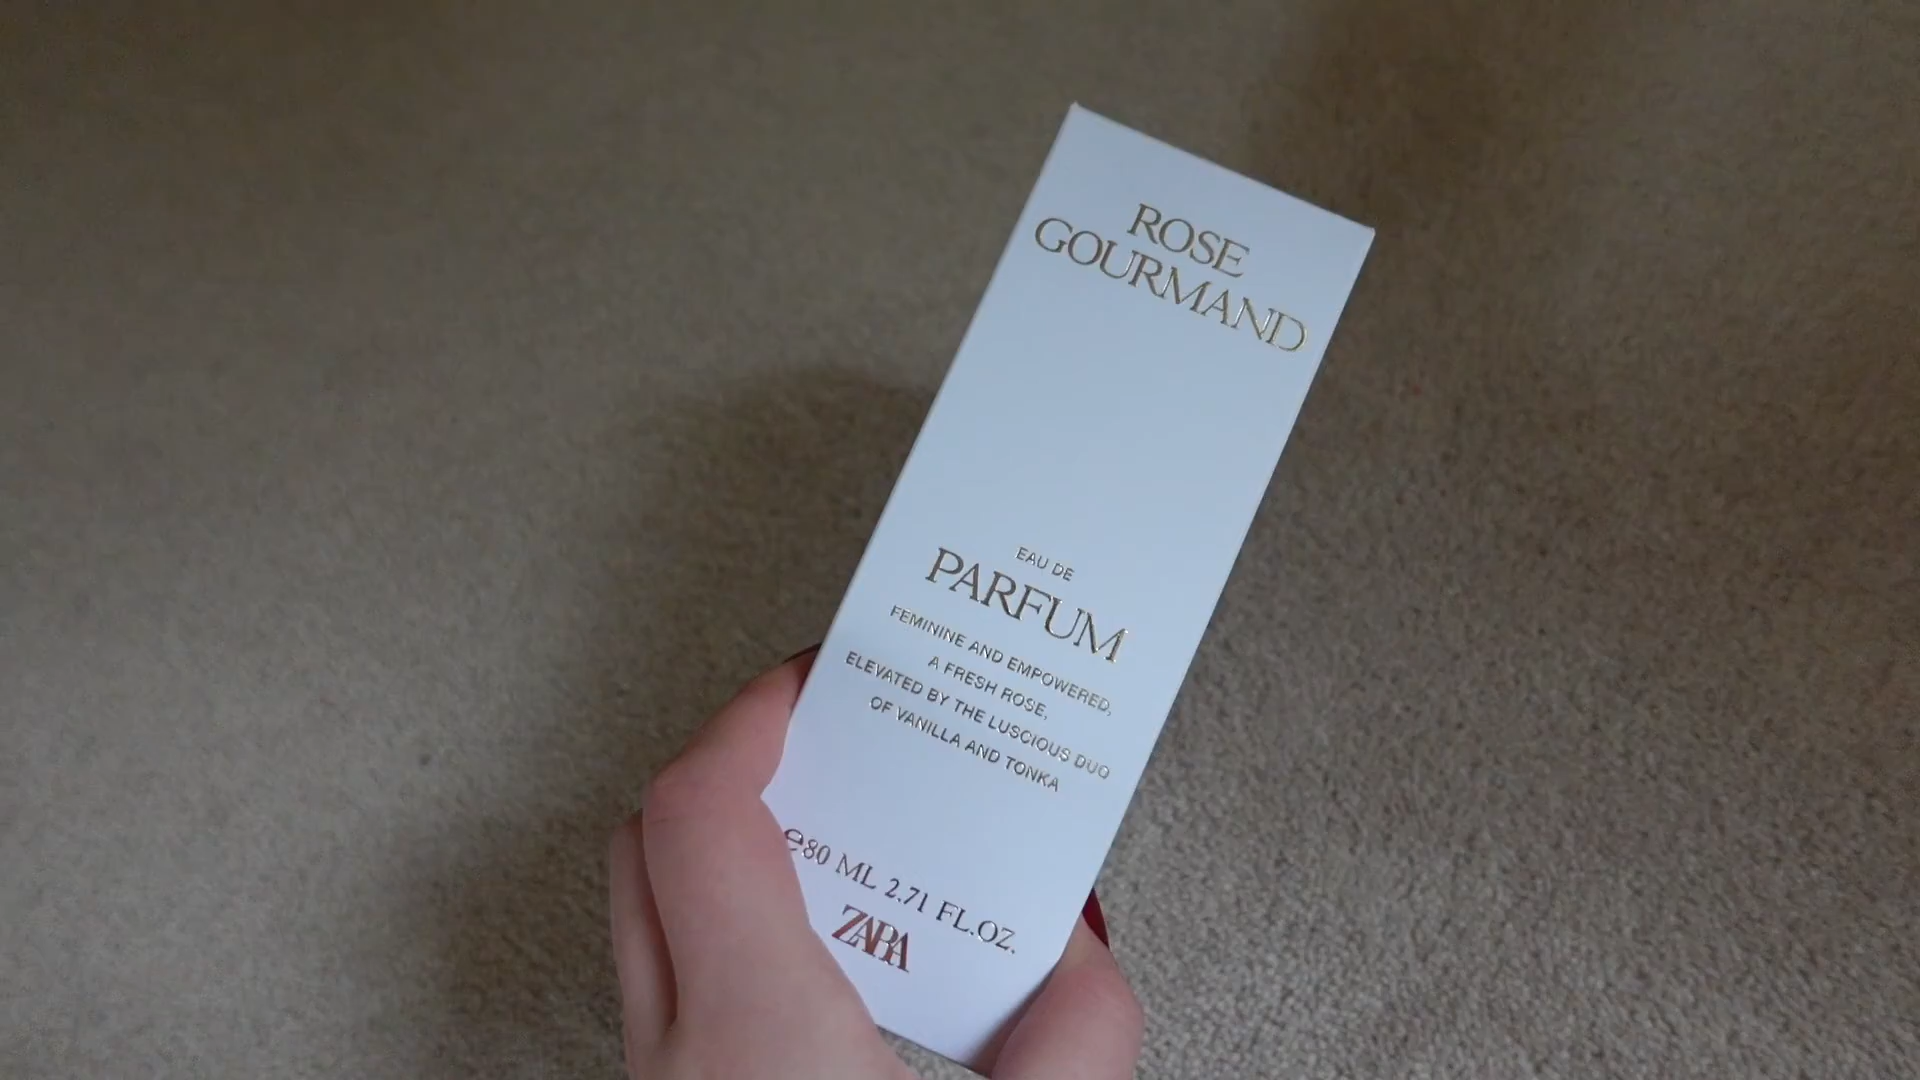 ROSE
GOURMAND
EAU DE
PARFUM
FEMININE AND EMPOWERED,
A FRESH ROSE,
ELEVATED BY THE LUSCIOUS DUO
OF VANILLA AND TONKA
℮80 ML 2.71 FL.OZ.
ZARA